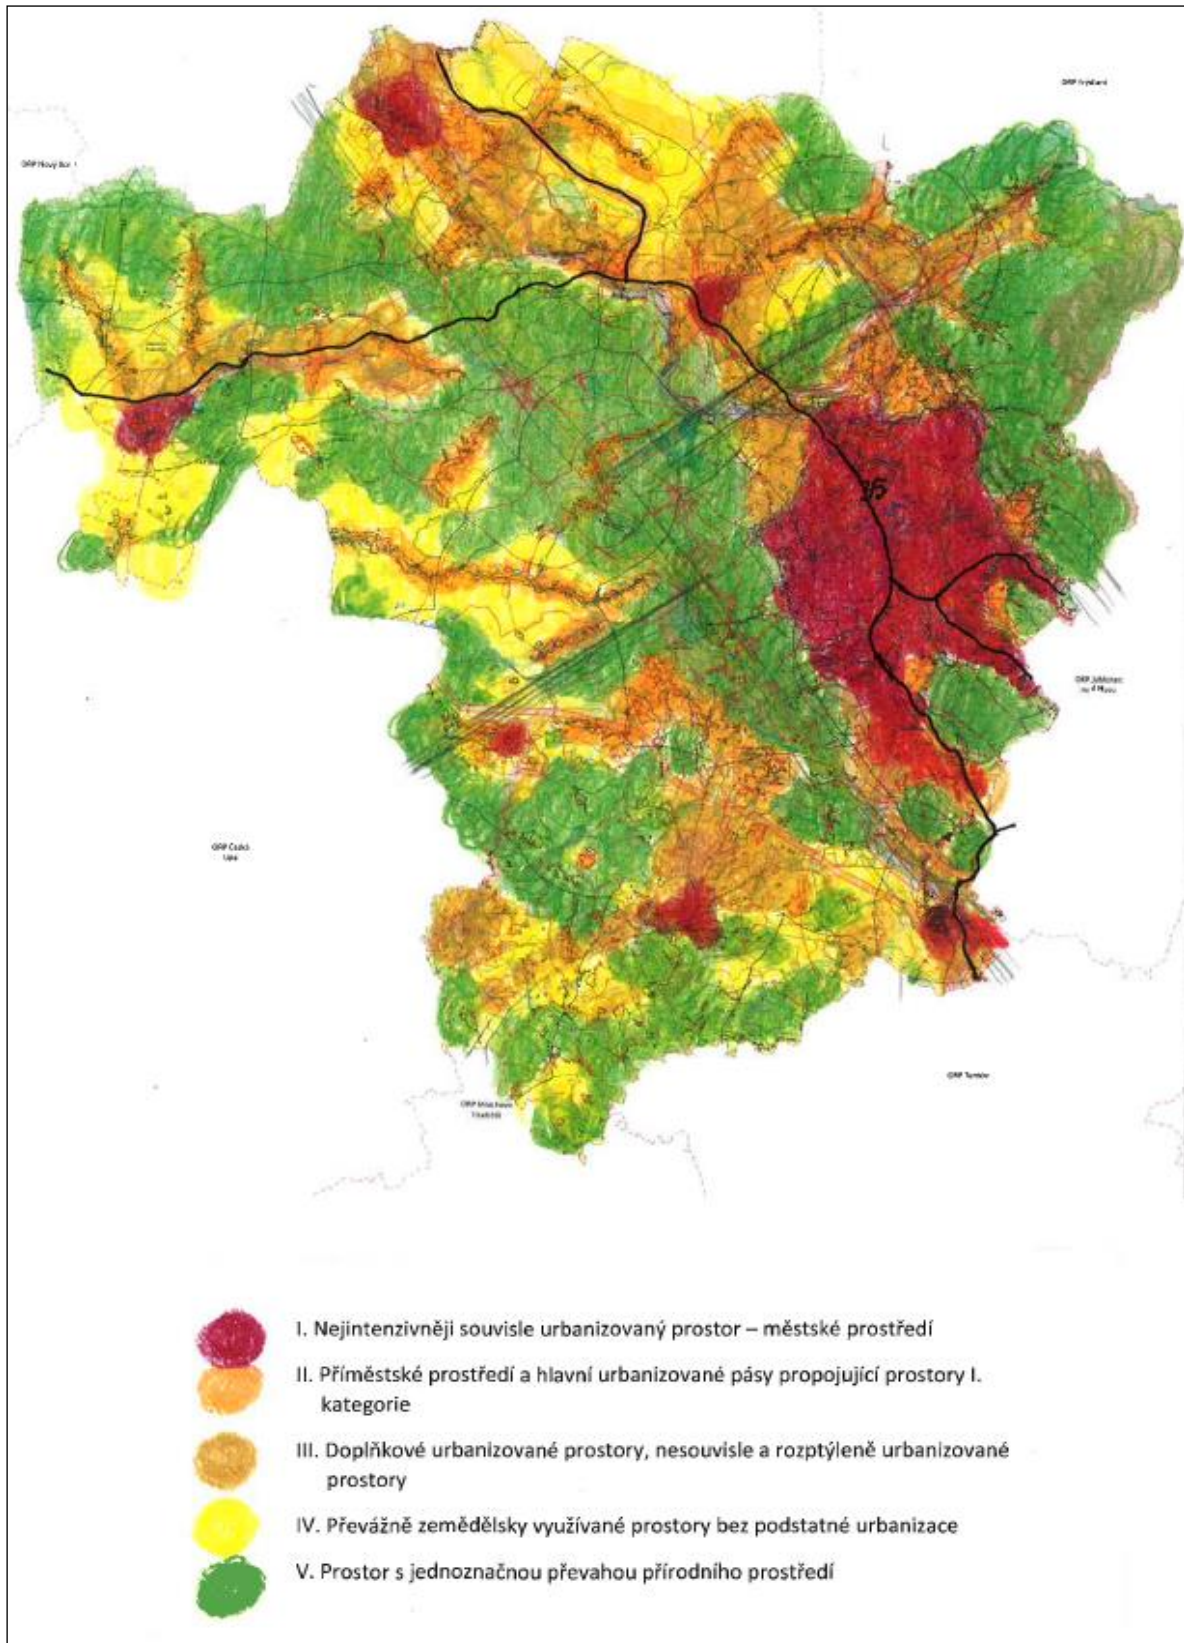 ORP Frýdlant
ORP Nový Bor
35
ORP Jablonec
nad Nisou
ORP Česká
Lípa
ORP Turnov
ORP Mnichovo
Hradiště
I. Nejintenzivněji souvisle urbanizovaný prostor – městské prostředí
II. Příměstské prostředí a hlavní urbanizované pásy propojující prostory I.
kategorie
III. Doplňkové urbanizované prostory, nesouvisle a rozptýleně urbanizované
prostory
IV. Převážně zemědělsky využívané prostory bez podstatné urbanizace
V. Prostor s jednoznačnou převahou přírodního prostředí